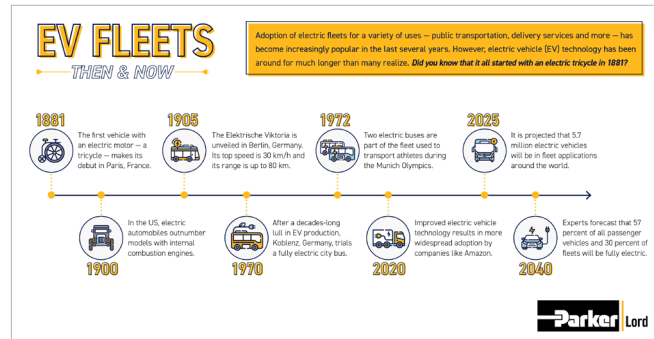 EV FLEETS
THEN & NOW
Adoption of electric fleets for a variety of uses — public transportation, delivery services and more — has
become increasingly popular in the last several years. However, electric vehicle (EV) technology has been
around for much longer than many realize. Did you know that it all started with an electric tricycle in 1881?
1881
The first vehicle with
an electric motor — a
tricycle — makes its
debut in Paris, France.
1900
In the US, electric
automobiles outnumber
models with internal
combustion engines.
1905
The Elektrische Viktoria is
unveiled in Berlin, Germany.
Its top speed is 30 km/h and
its range is up to 80 km.
1970
After a decades-long
lull in EV production,
Koblenz, Germany, trials
a fully electric city bus.
1972
Two electric buses are
part of the fleet used to
transport athletes during
the Munich Olympics.
2020
Improved electric vehicle
technology results in more
widespread adoption by
companies like Amazon.
2025
It is projected that 5.7
million electric vehicles
will be in fleet applications
around the world.
2040
Experts forecast that 57
percent of all passenger
vehicles and 30 percent of
fleets will be fully electric.
Parker Lord